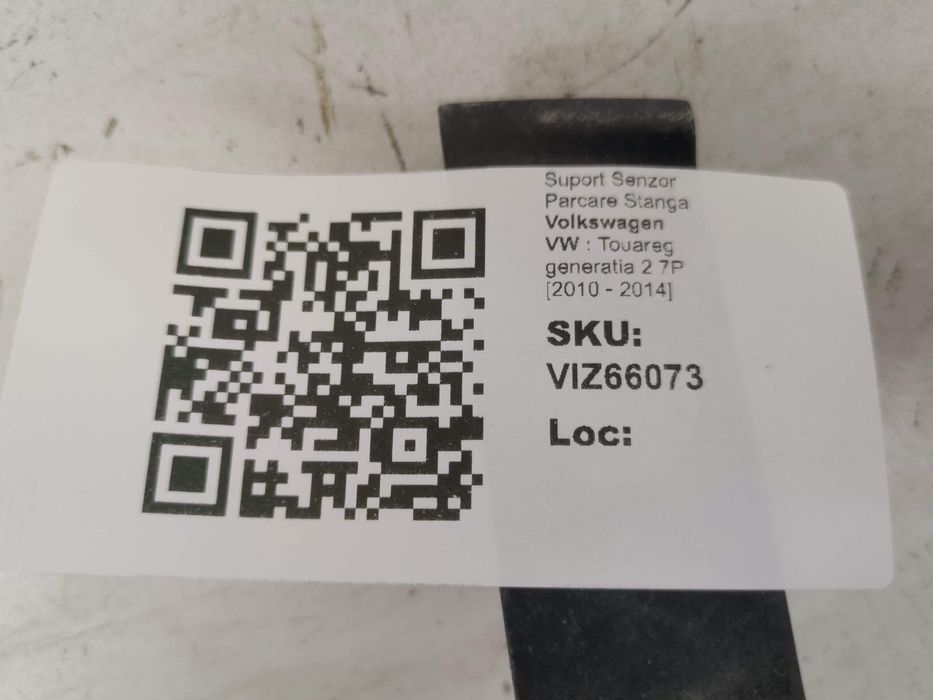 Suport Senzor
Parcare Stanga
Volkswagen
VW : Touareg
generatia 2 7P
[2010 - 2014]
SKU:
VIZ66073
Loc: